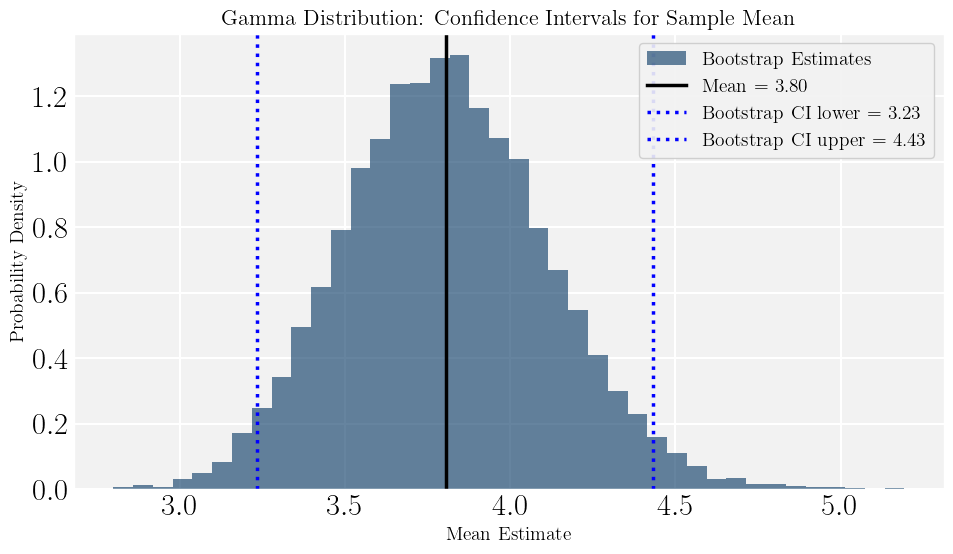 Gamma Distribution: Confidence Intervals for Sample Mean
Bootstrap Estimates
Mean = 3.80
Bootstrap CI lower = 3.23
Bootstrap CI upper = 4.43
Probability Density
1.2
1.0
0.8
0.6
0.4
0.2
0.0
3.0 3.5 4.0 4.5 5.0
Mean Estimate